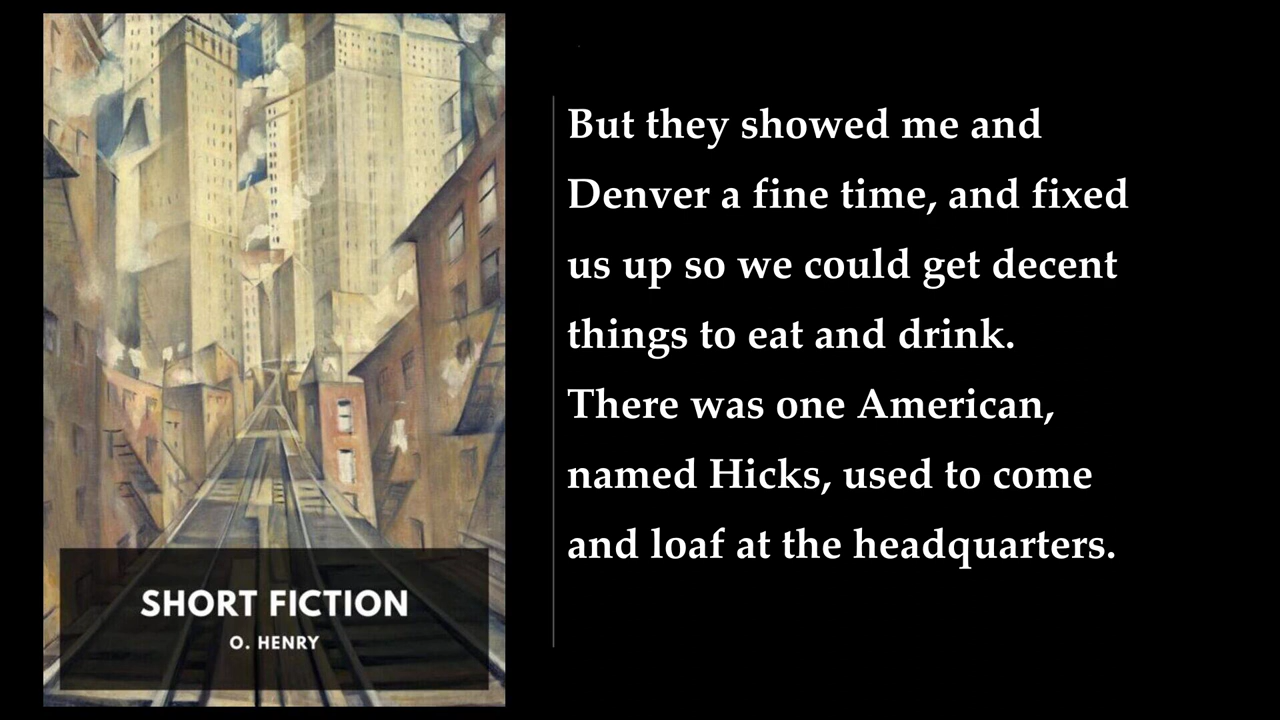 SHORT FICTION
O. HENRY
But they showed me and
Denver a fine time, and fixed
us up so we could get decent
things to eat and drink.
There was one American,
named Hicks, used to come
and loaf at the headquarters.